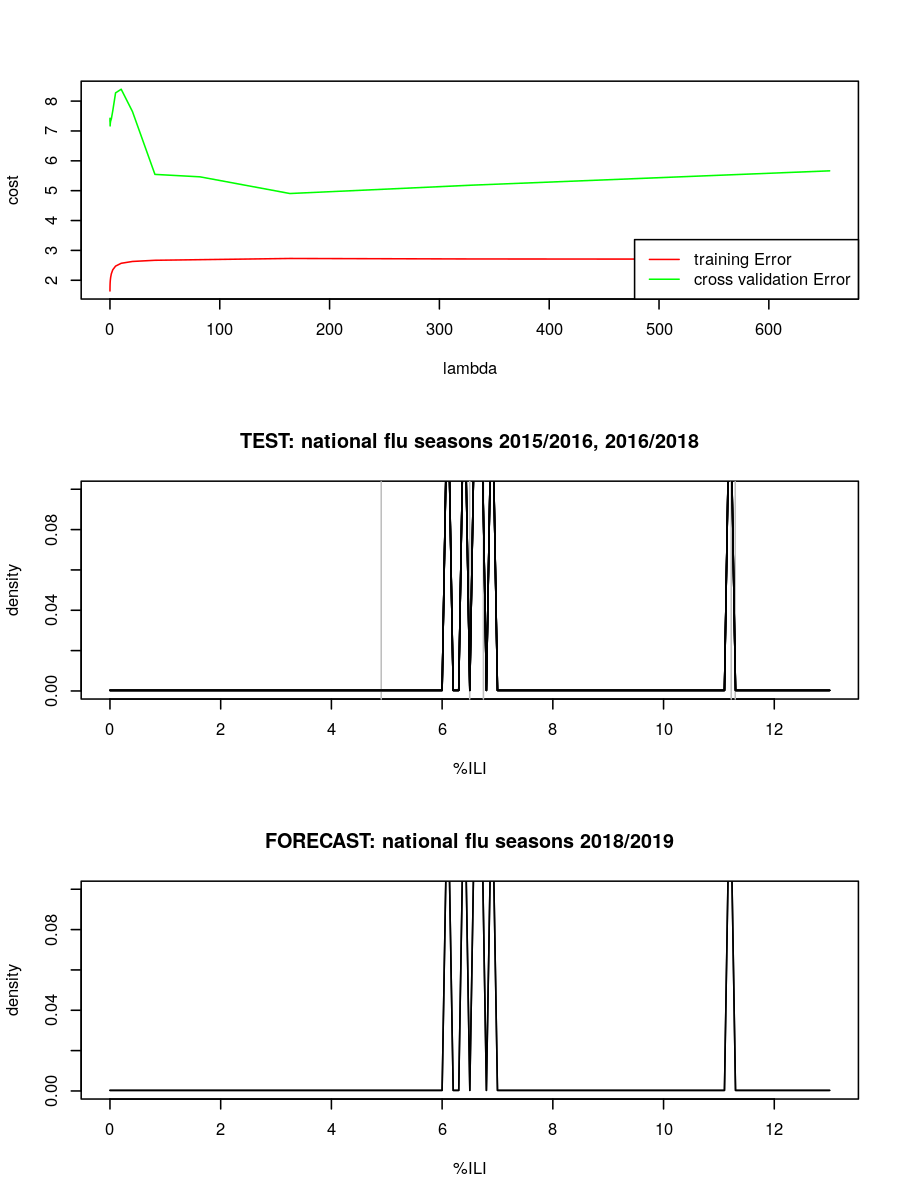 8
7
6
5
4
3
2
cost
training Error
cross validation Error
0 100 200 300 400 500 600
lambda
TEST: national flu seasons 2015/2016, 2016/2018
0.08
0.04
0.00
density
0 2 4 6 8 10 12
%ILI
FORECAST: national flu seasons 2018/2019
0.08
0.04
0.00
density
0 2 4 6 8 10 12
%ILI